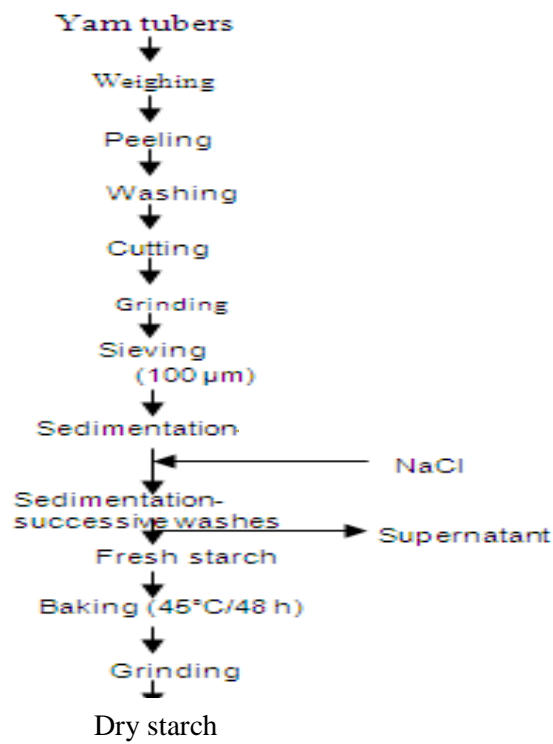 Yam tubers
Weighing
Peeling
Washing
Cutting
Grinding
Sieving
(100 µm)
Sedimentation
NaCl
Sedimentation-
successive washes
Supernatant
Fresh starch
Baking (45°C/48 h)
Grinding
Dry starch